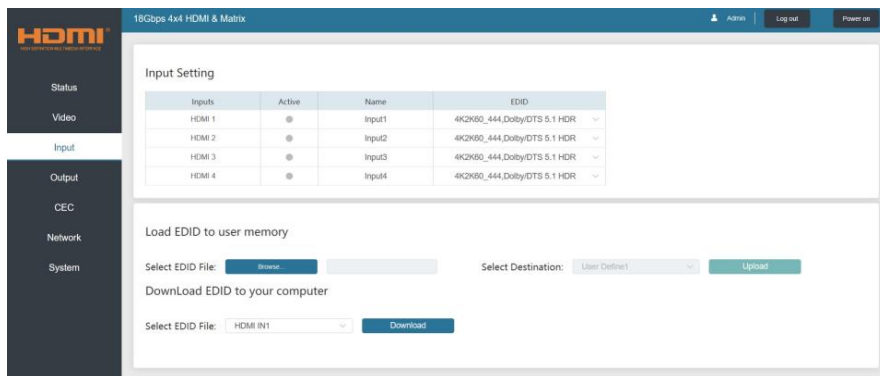 HDMI
HIGH DEFINITION MULTIMEDIA INTERFACE
18Gbps 4x4 HDMI & Matrix
Admin
Log out
Power on
Status
Video
Input
Output
CEC
Network
System
Input Setting
Inputs Active Name EDID
HDMI 1 Input1 4K2K60_444,Dolby/DTS 5.1 HDR
HDMI 2 Input2 4K2K60_444,Dolby/DTS 5.1 HDR
HDMI 3 Input3 4K2K60_444,Dolby/DTS 5.1 HDR
HDMI 4 Input4 4K2K60_444,Dolby/DTS 5.1 HDR
Load EDID to user memory
Select EDID File: Browse... Select Destination: User Define1 Upload
DownLoad EDID to your computer
Select EDID File: HDMI IN1 Download